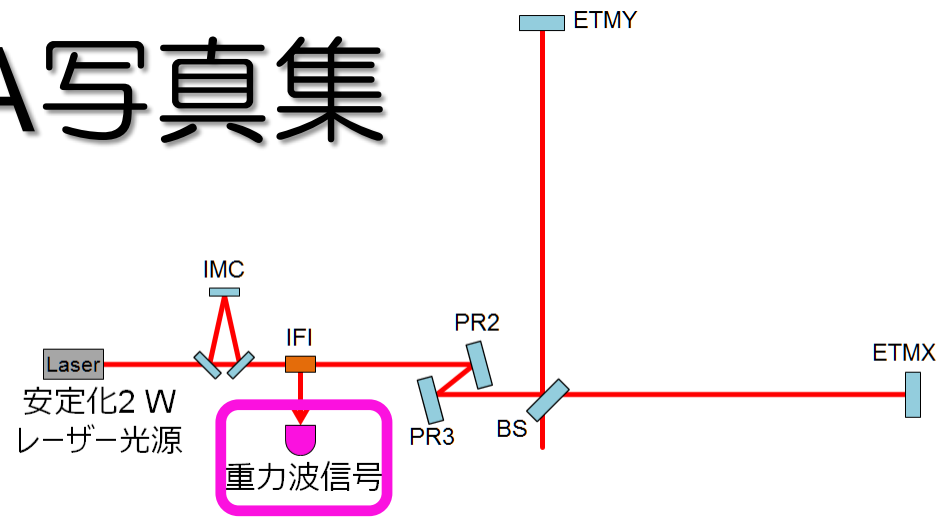 A写真集
ETMY
IMC
IFI
PR2
ETMX
Laser
安定化2 W
レーザー光源
PR3
BS
重力波信号